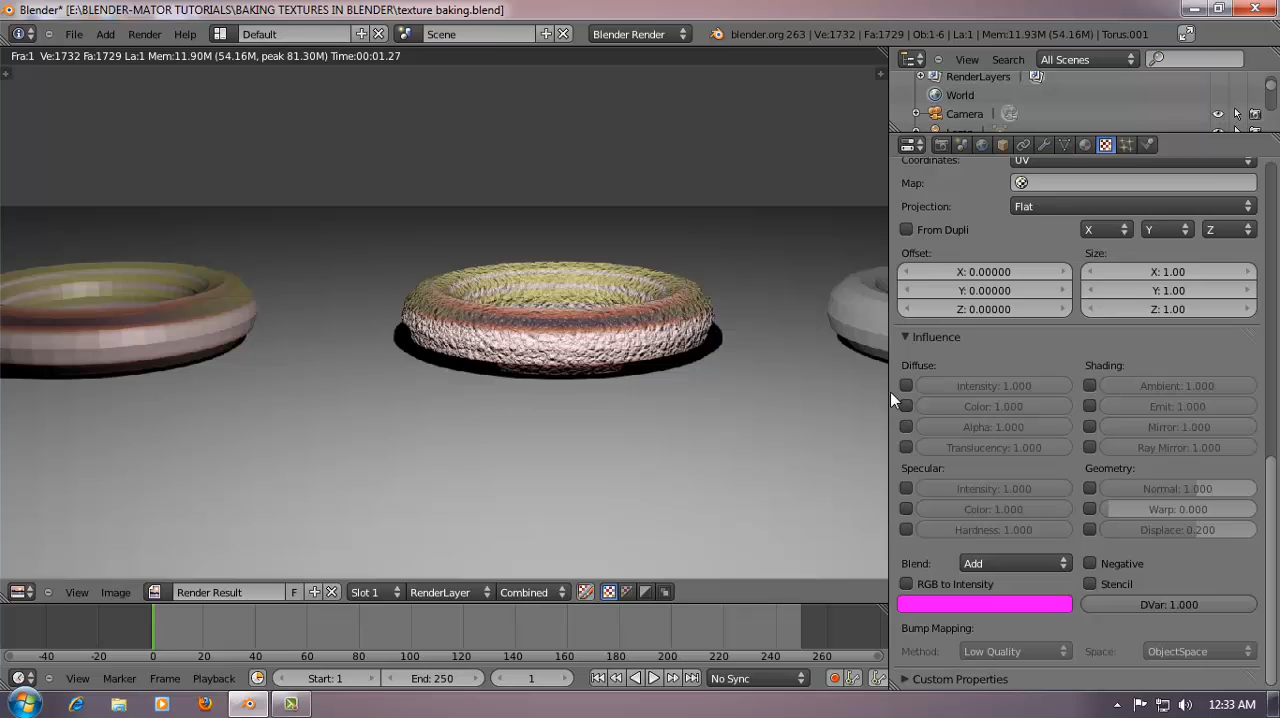 Blender* [E:\BLENDER-MATOR TUTORIALS\BAKING TEXTURES IN BLENDER\texture baking.blend]
File Add Render Help Default Scene Blender Render blender.org 263 | Ve:1732 | Fa:1729 | Ob:1-6 | La:1 | Mem:11.93M (54.16M) | Torus.001
Fra:1 Ve:1732 Fa:1729 La:1 Mem:11.90M (54.16M, peak 81.30M) Time:00:01.27
View Search All Scenes
RenderLayers
World
Camera
Coordinates: UV
Map:
Projection: Flat
From Dupli X Y Z
Offset: Size:
X: 0.00000 X: 1.00
Y: 0.00000 Y: 1.00
Z: 0.00000 Z: 1.00
Influence
Diffuse: Shading:
Intensity: 1.000 Ambient: 1.000
Color: 1.000 Emit: 1.000
Alpha: 1.000 Mirror: 1.000
Translucency: 1.000 Ray Mirror: 1.000
Specular: Geometry:
Intensity: 1.000 Normal: 1.000
Color: 1.000 Warp: 0.000
Hardness: 1.000 Displace: 0.200
Blend: Add Negative
RGB to Intensity Stencil
DVar: 1.000
Bump Mapping:
Method: Low Quality Space: ObjectSpace
Custom Properties
View Image Render Result F Slot 1 RenderLayer Combined
-40 -20 0 20 40 60 80 100 120 140 160 180 200 220 240 260
View Marker Frame Playback Start: 1 End: 250 1 No Sync
12:33 AM